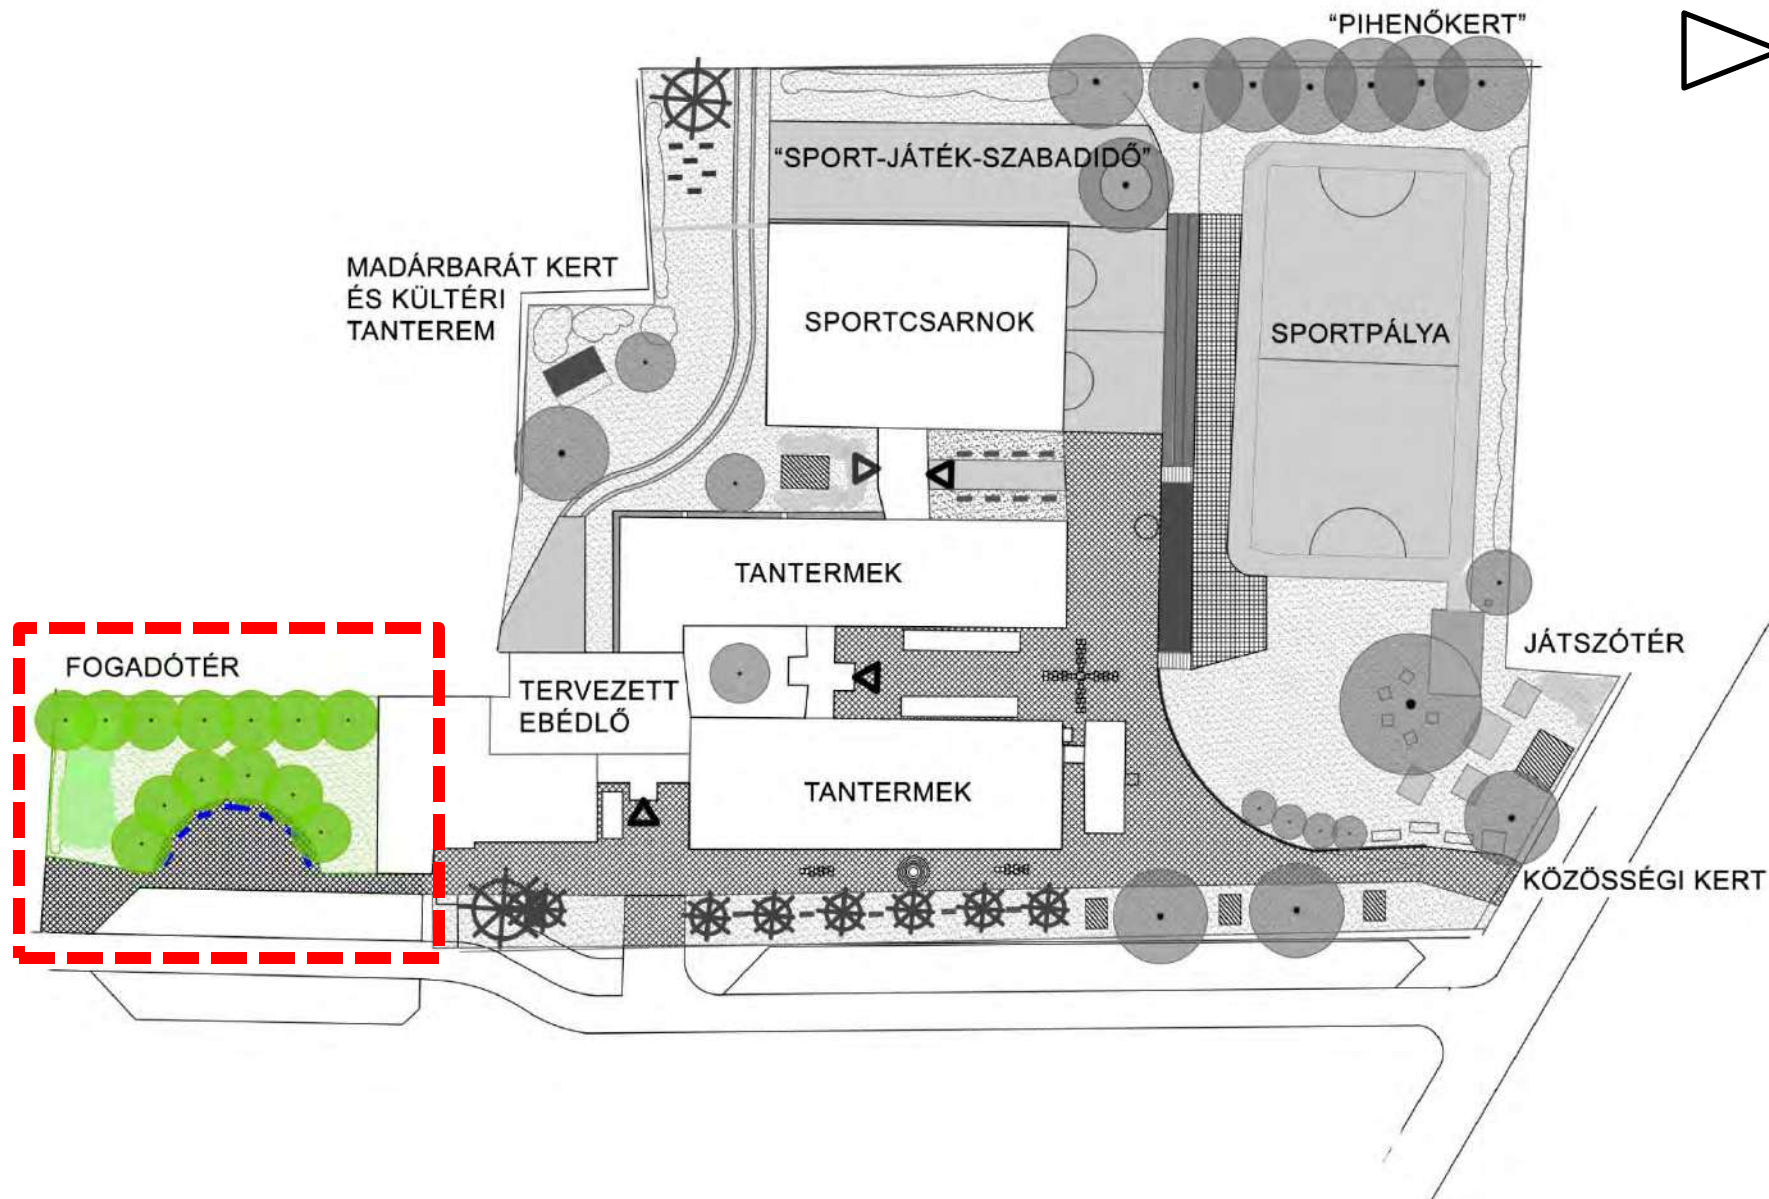 “PIHENŐKERT”
“SPORT-JÁTÉK-SZABADIDŐ”
MADÁRBARÁT KERT
ÉS KÜLTÉRI
TANTEREM
SPORTCSARNOK
SPORTPÁLYA
TANTERMEK
JÁTSZÓTÉR
FOGADÓTÉR
TERVEZETT
EBÉDLŐ
TANTERMEK
KÖZÖSSÉGI KERT